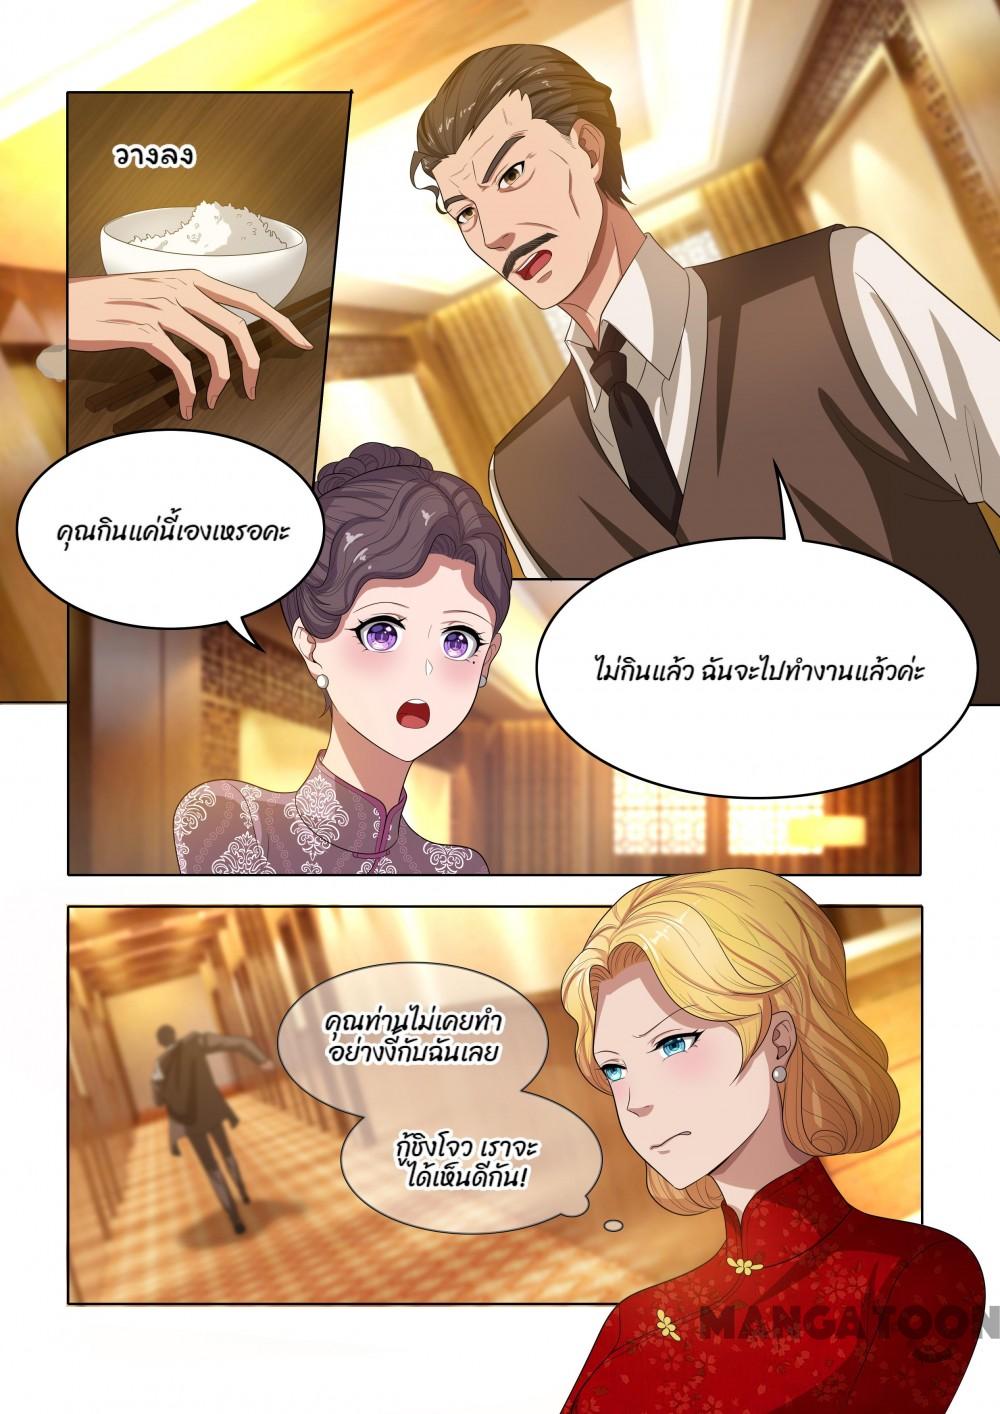 วางลง
คุณกินแค่นี้เองเหรอคะ
ไม่กินแล้ว ฉันจะไปทำงานแล้วค่ะ
คุณท่านไม่เคยทำ
อย่างงี้กับฉันเลย
กู้ชิงโจว เราจะ
ได้เห็นดีกัน!
MANGATOON